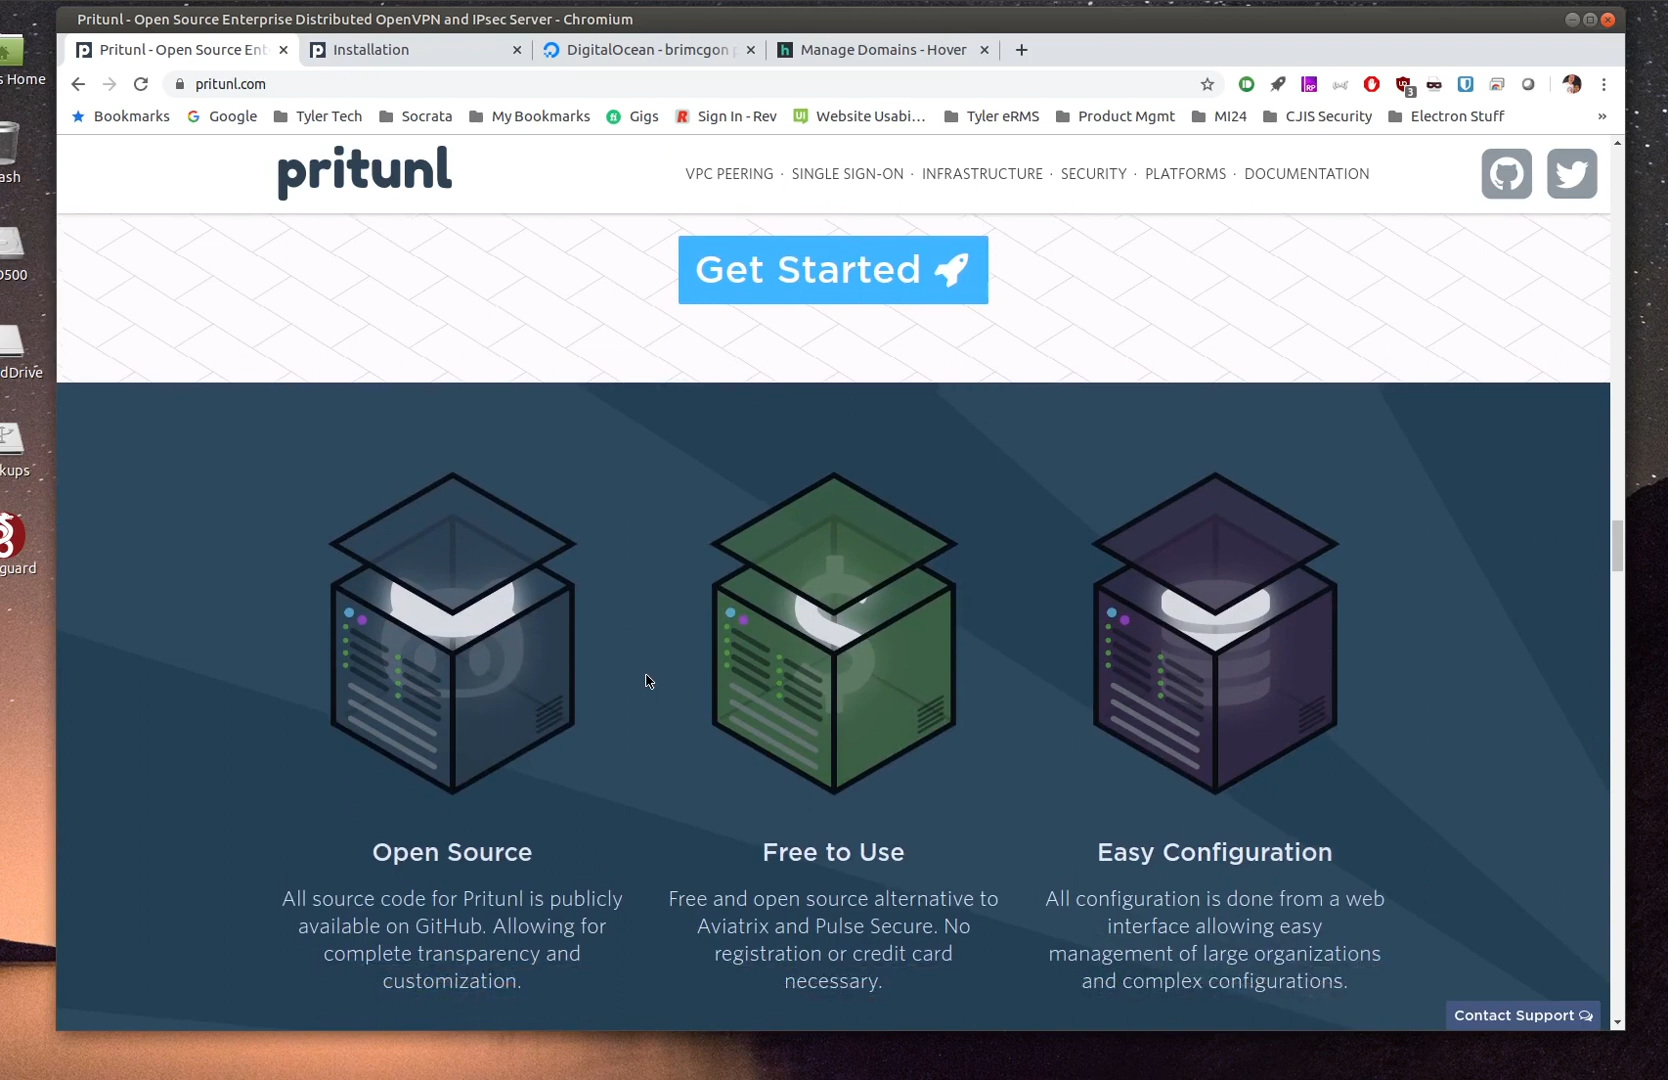 Pritunl - Open Source Enterprise Distributed OpenVPN and IPsec Server - Chromium
Pritunl - Open Source Ent
Installation
DigitalOcean - brimcgon
Manage Domains - Hover
pritunl.com
3
Bookmarks
Google
Tyler Tech
Socrata
My Bookmarks
Gigs
Sign In - Rev
Website Usabi...
Tyler eRMS
Product Mgmt
MI24
CJIS Security
Electron Stuff
»
s Home
ash
0500
dDrive
kups
guard
pritunl
VPC PEERING · SINGLE SIGN-ON · INFRASTRUCTURE · SECURITY · PLATFORMS · DOCUMENTATION
Get Started
Open Source
All source code for Pritunl is publicly
available on GitHub. Allowing for
complete transparency and
customization.
Free to Use
Free and open source alternative to
Aviatrix and Pulse Secure. No
registration or credit card
necessary.
Easy Configuration
All configuration is done from a web
interface allowing easy
management of large organizations
and complex configurations.
Contact Support